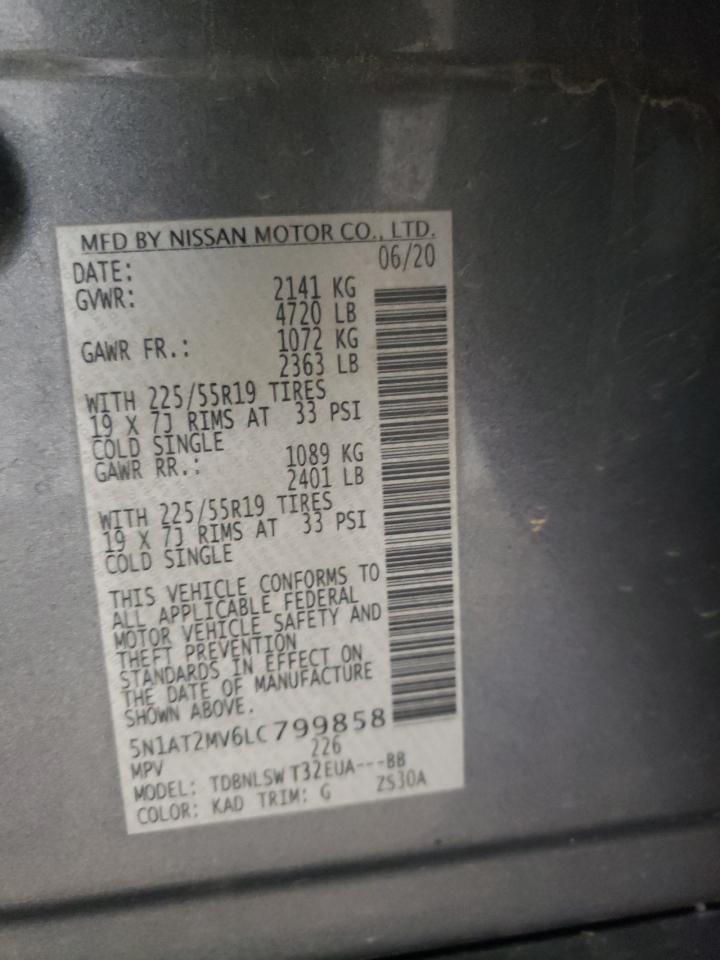 MFD BY NISSAN MOTOR CO., LTD.
DATE: 06/20
GVWR: 2141 KG
4720 LB
GAWR FR.: 1072 KG
2363 LB
WITH 225/55R19 TIRES
19 X 7J RIMS AT 33 PSI
COLD SINGLE
GAWR RR.: 1089 KG
2401 LB
WITH 225/55R19 TIRES
19 X 7J RIMS AT 33 PSI
COLD SINGLE
THIS VEHICLE CONFORMS TO
ALL APPLICABLE FEDERAL
MOTOR VEHICLE SAFETY AND
THEFT PREVENTION
STANDARDS IN EFFECT ON
THE DATE OF MANUFACTURE
SHOWN ABOVE.
5N1AT2MV6LC799858
MPV 226
MODEL: TDBNLSW T32EUA---BB
COLOR: KAD TRIM: G ZS30A